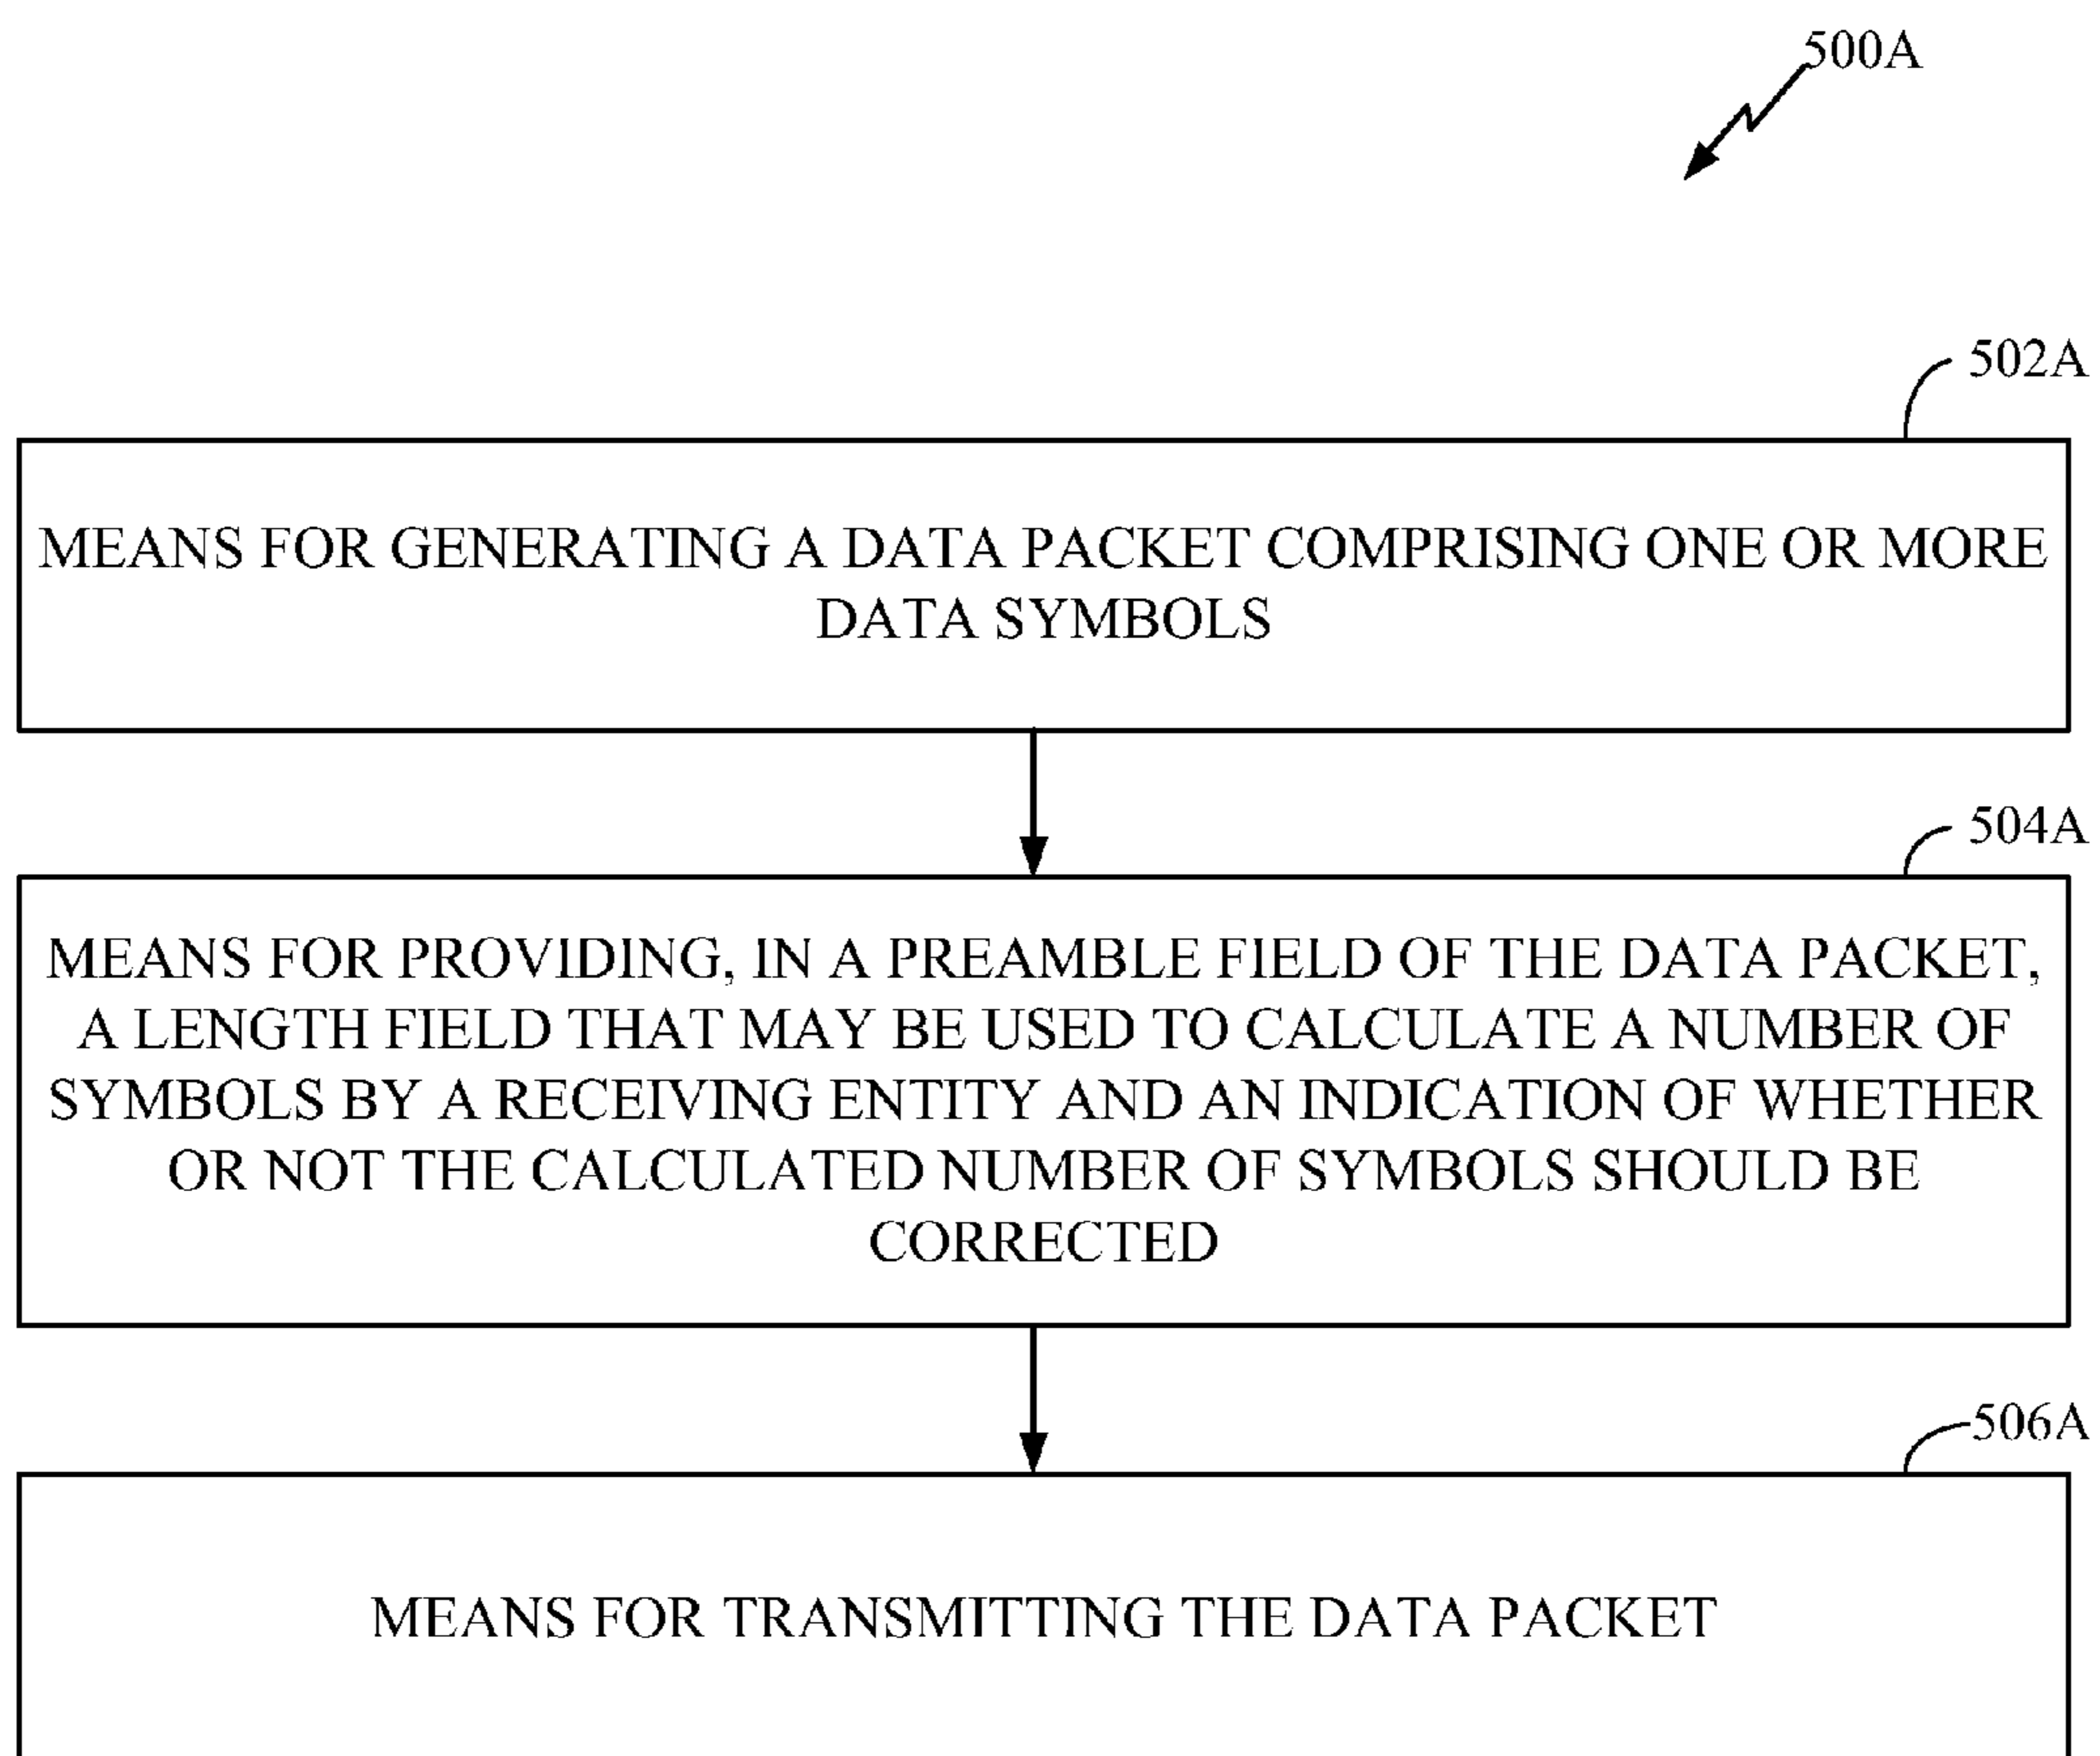 500A
502A
MEANS FOR GENERATING A DATA PACKET COMPRISING ONE OR MORE
DATA SYMBOLS
504A
MEANS FOR PROVIDING, IN A PREAMBLE FIELD OF THE DATA PACKET,
A LENGTH FIELD THAT MAY BE USED TO CALCULATE A NUMBER OF
SYMBOLS BY A RECEIVING ENTITY AND AN INDICATION OF WHETHER
OR NOT THE CALCULATED NUMBER OF SYMBOLS SHOULD BE
CORRECTED
506A
MEANS FOR TRANSMITTING THE DATA PACKET